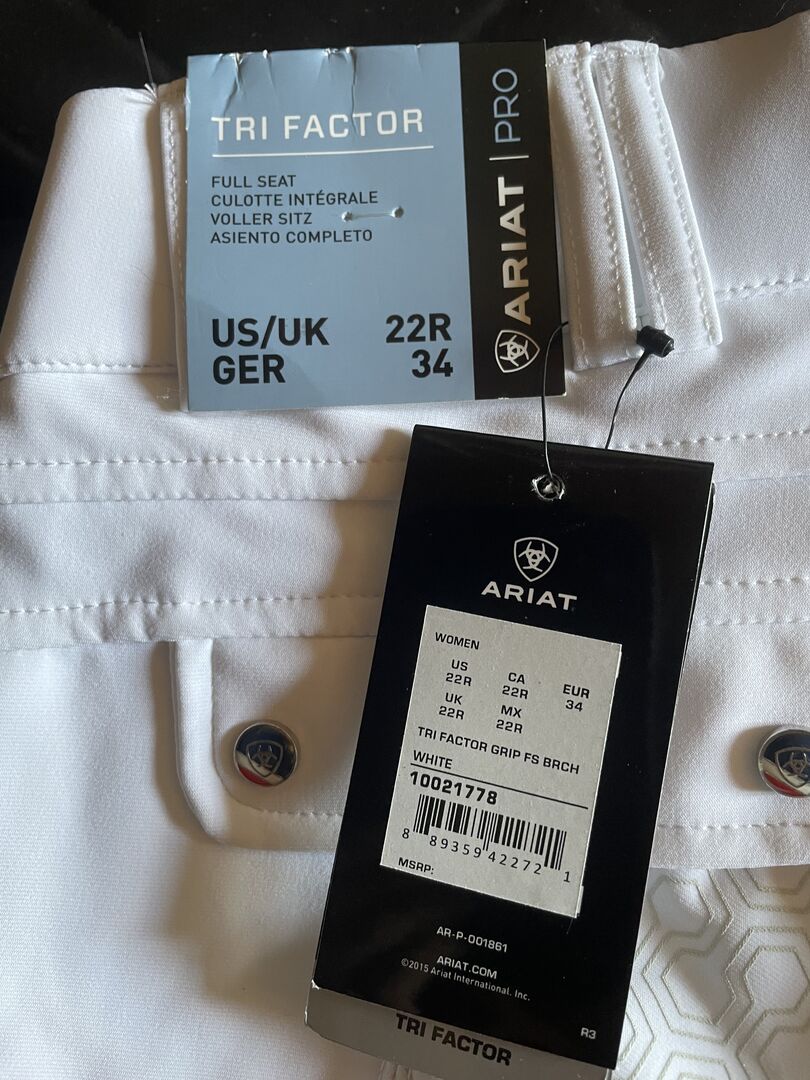 TRI FACTOR
FULL SEAT
CULOTTE INTÉGRALE
VOLLER SITZ
ASIENTO COMPLETO
US/UK 22R
GER 34
ARIAT | PRO
ARIAT
WOMEN
US CA EUR
22R 22R 34
UK MX
22R 22R
TRI FACTOR GRIP FS BRCH
WHITE
10021778
8 89359 42272 1
MSRP:
AR-P-001861
ARIAT.COM
©2015 Ariat International, Inc.
R3
TRI FACTOR